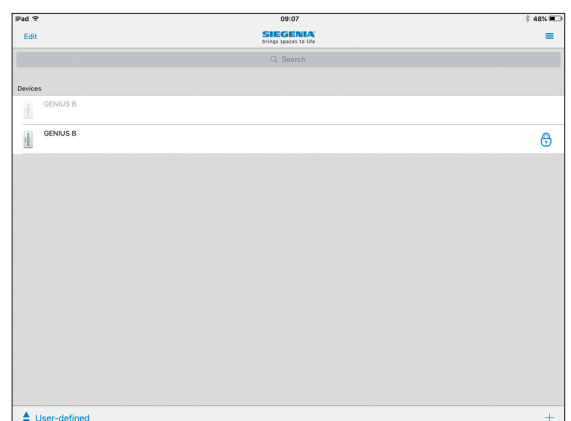 iPad 09:07 48%
Edit SIEGENIA
brings spaces to life
Search
Devices
GENIUS B
GENIUS B
User-defined